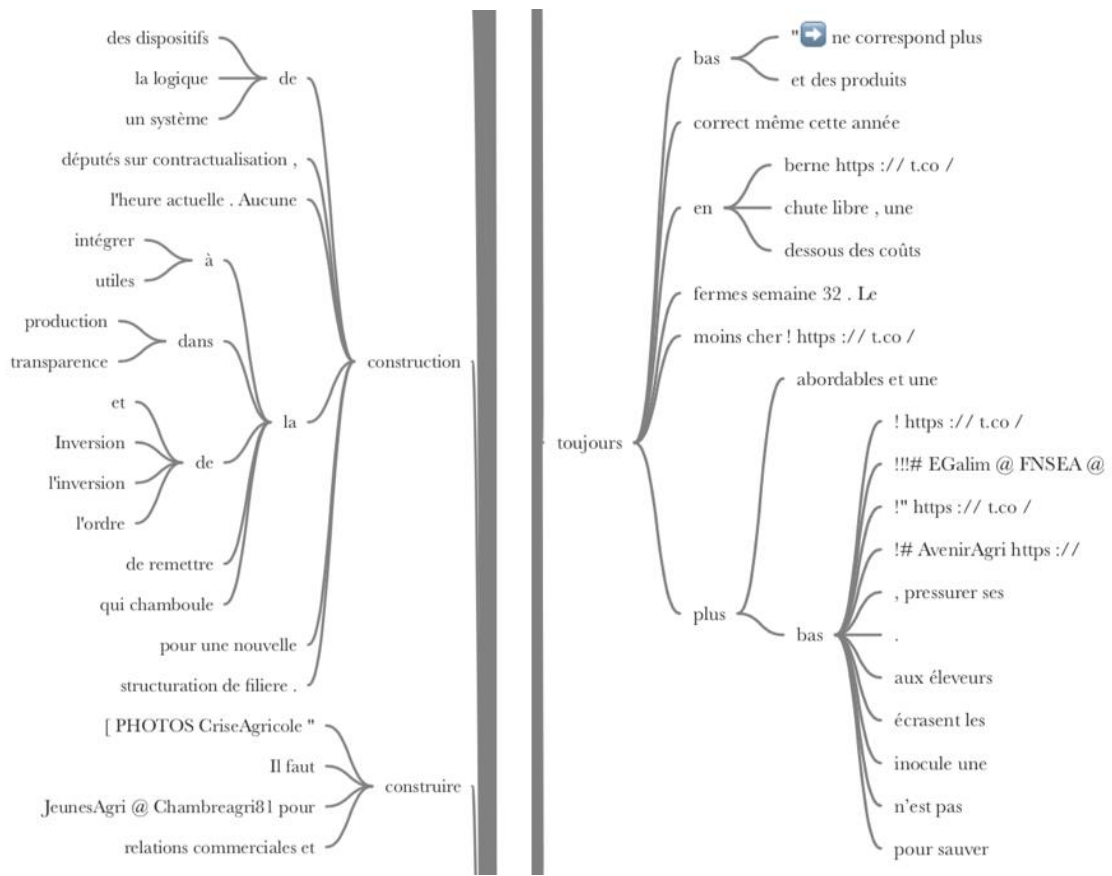 des dispositifs
la logique
un système
de
députés sur contractualisation ,
l'heure actuelle . Aucune
intégrer
utiles
à
production
transparence
dans
et
Inversion
l'inversion
l'ordre
de
de remettre
qui chamboule
la
pour une nouvelle
structuration de filiere .
construction
[ PHOTOS CriseAgricole "
Il faut
JeunesAgri @ Chambreagri81 pour
relations commerciales et
construire
toujours
bas
"➡ ne correspond plus
et des produits
correct même cette année
en
berne https :// t.co /
chute libre , une
dessous des coûts
fermes semaine 32 . Le
moins cher ! https :// t.co /
plus
abordables et une
bas
! https :// t.co /
!!!# EGalim @ FNSEA @
!" https :// t.co /
!# AvenirAgri https ://
, pressurer ses
.
aux éleveurs
écrasent les
inocule une
n’est pas
pour sauver